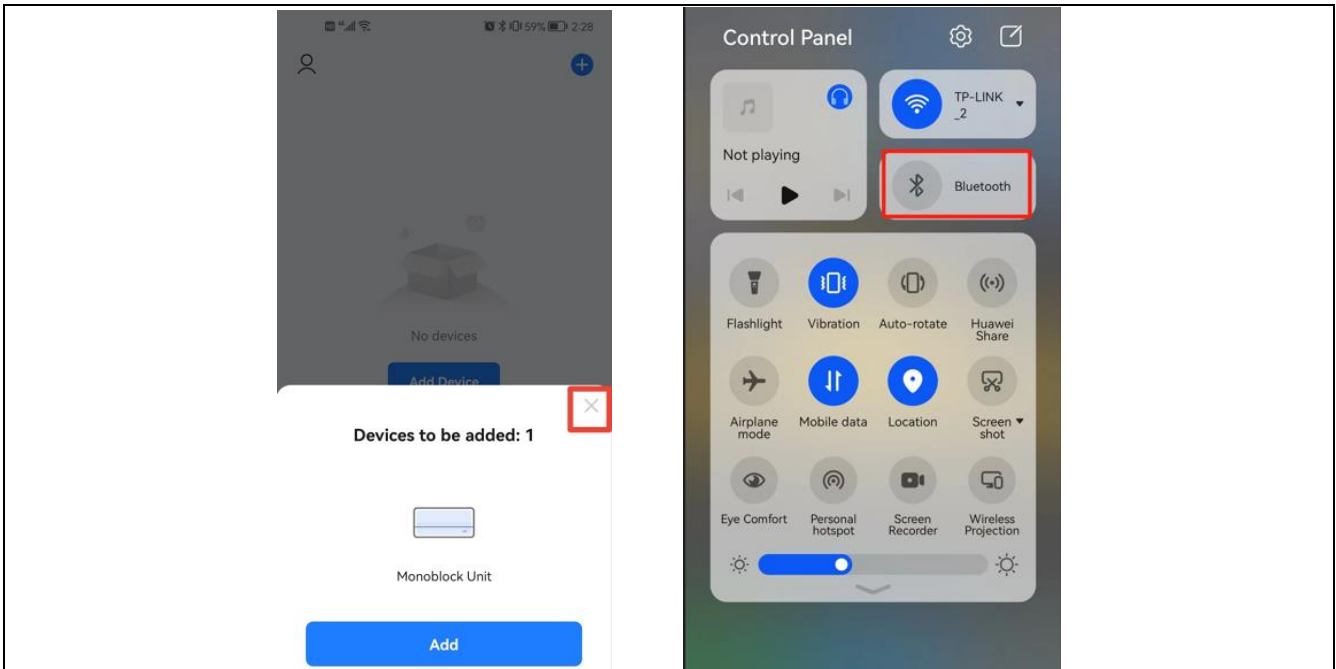 59% 2:28
No devices
Add Device
Devices to be added: 1
Monoblock Unit
Add
Control Panel
TP-LINK
_2
Not playing
Bluetooth
Flashlight
Vibration
Auto-rotate
Huawei
Share
Airplane
mode
Mobile data
Location
Screen
shot
Eye Comfort
Personal
hotspot
Screen
Recorder
Wireless
Projection